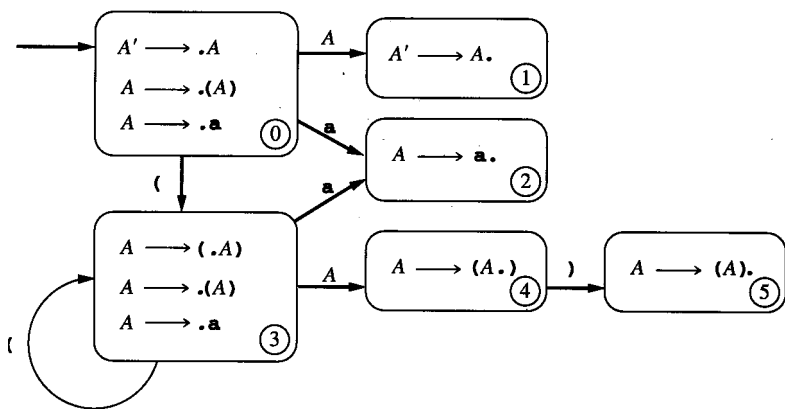 A' ⟶ .A
A ⟶ .(A)
A ⟶ .a
0
A
A' ⟶ A.
1
a
A ⟶ a.
2
(
a
A ⟶ (.A)
A ⟶ .(A)
A ⟶ .a
3
A
A ⟶ (A.)
4
)
A ⟶ (A).
5
(